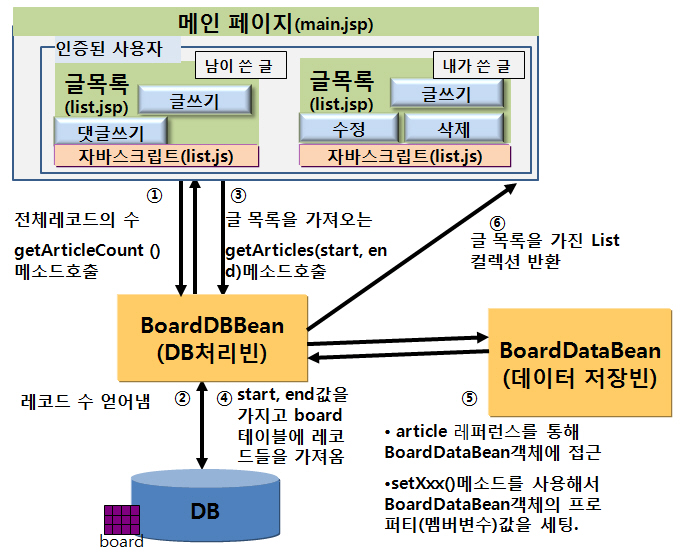 메인 페이지(main.jsp)
인증된 사용자
남이 쓴 글
글목록
(list.jsp)
글쓰기
댓글쓰기
자바스크립트(list.js)
내가 쓴 글
글목록
(list.jsp)
글쓰기
수정
삭제
자바스크립트(list.js)
①
전체레코드의 수
getArticleCount ()
메소드호출
③
글 목록을 가져오는
getArticles(start, en
d)메소드호출
⑥
글 목록을 가진 List
컬렉션 반환
BoardDBBean
(DB처리빈)
BoardDataBean
(데이터 저장빈)
레코드 수 얻어냄
②
④
start, end값을
가지고 board
테이블에 레코
드들을 가져옴
⑤
• article 레퍼런스를 통해
BoardDataBean객체에 접근
•setXxx()메소드를 사용해서
BoardDataBean객체의 프로
퍼티(멤버변수)값을 세팅.
DB
board